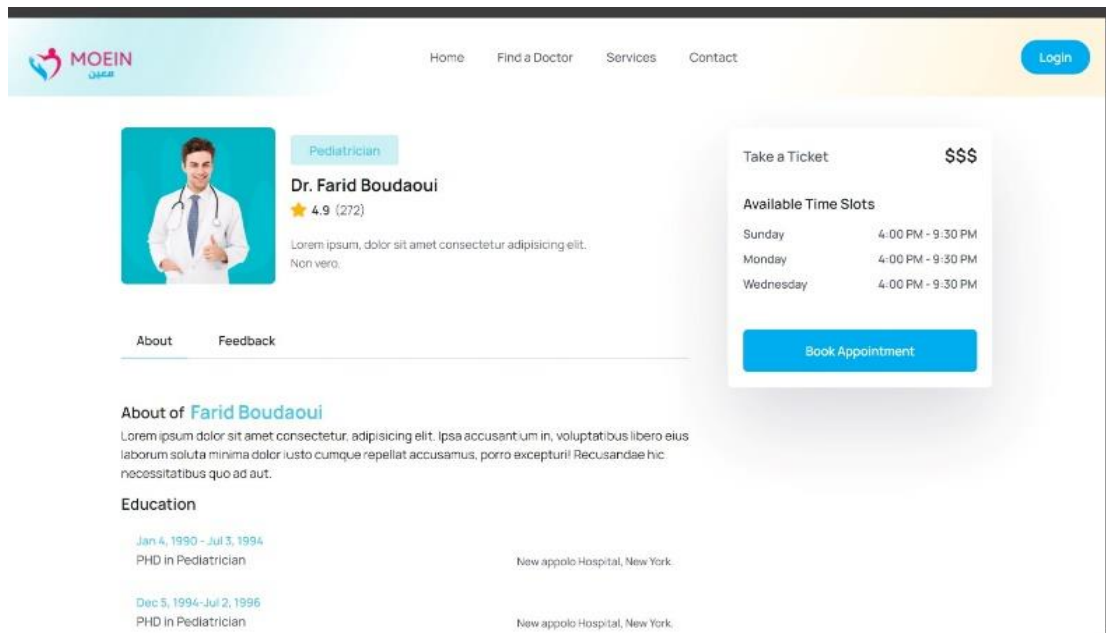 MOEIN
معين
Home Find a Doctor Services Contact
Login
Pediatrician
Dr. Farid Boudaoui
4.9 (272)
Lorem ipsum, dolor sit amet consectetur adipisicing elit.
Non vero.
Take a Ticket $$$
Available Time Slots
Sunday 4:00 PM - 9:30 PM
Monday 4:00 PM - 9:30 PM
Wednesday 4:00 PM - 9:30 PM
Book Appointment
About Feedback
About of Farid Boudaoui
Lorem ipsum dolor sit amet consectetur, adipisicing elit. Ipsa accusantium in, voluptatibus libero eius
laborum soluta minima dolor iusto cumque repellat accusamus, porro excepturi! Recusandae hic
necessitatibus quo ad aut.
Education
Jan 4, 1990 - Jul 3, 1994
PHD in Pediatrician New appolo Hospital, New York.
Dec 5, 1994-Jul 2, 1996
PHD in Pediatrician New appolo Hospital, New York.